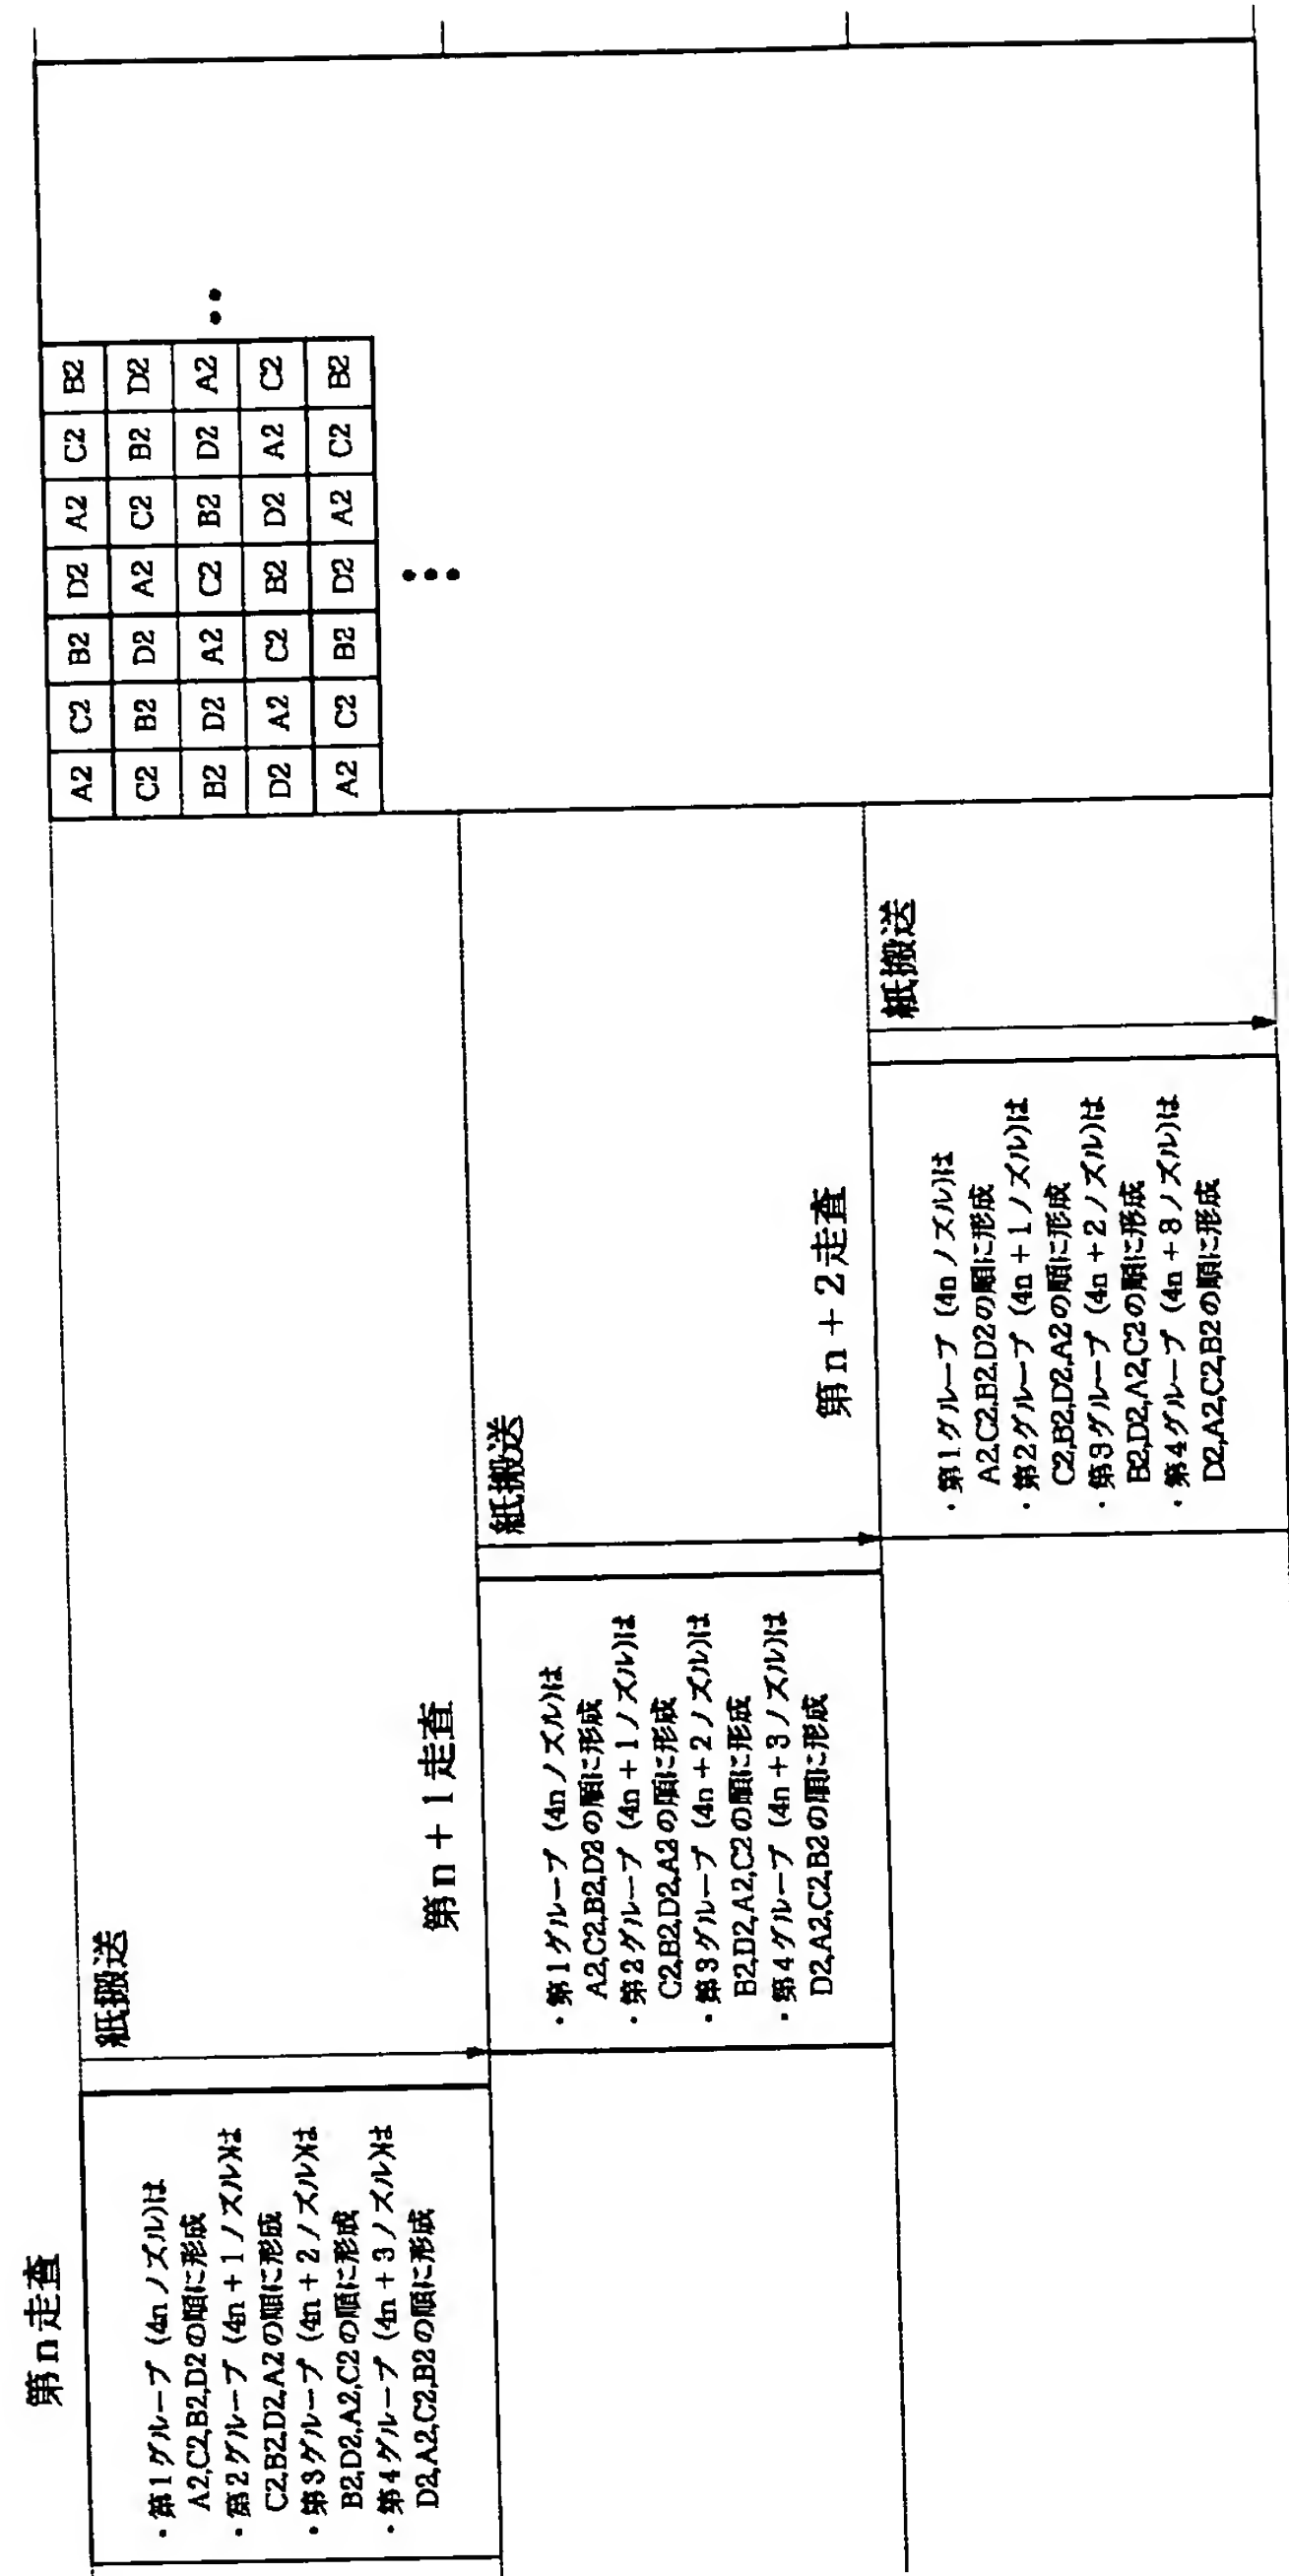 第n走査
・第1グループ (4nノズル)は
A2,C2,B2,D2の順に形成
・第2グループ (4n+1ノズル)は
C2,B2,D2,A2の順に形成
・第3グループ (4n+2ノズル)は
B2,D2,A2,C2の順に形成
・第4グループ (4n+3ノズル)は
D2,A2,C2,B2の順に形成
紙搬送
第n+1走査
・第1グループ (4nノズル)は
A2,C2,B2,D2の順に形成
・第2グループ (4n+1ノズル)は
C2,B2,D2,A2の順に形成
・第3グループ (4n+2ノズル)は
B2,D2,A2,C2の順に形成
・第4グループ (4n+3ノズル)は
D2,A2,C2,B2の順に形成
紙搬送
第n+2走査
・第1グループ (4nノズル)は
A2,C2,B2,D2の順に形成
・第2グループ (4n+1ノズル)は
C2,B2,D2,A2の順に形成
・第3グループ (4n+2ノズル)は
B2,D2,A2,C2の順に形成
・第4グループ (4n+3ノズル)は
D2,A2,C2,B2の順に形成
紙搬送
A2 C2 B2 D2 A2 C2 B2
C2 B2 D2 A2 C2 B2 D2
B2 D2 A2 C2 B2 D2 A2
D2 A2 C2 B2 D2 A2 C2
A2 C2 B2 D2 A2 C2 B2